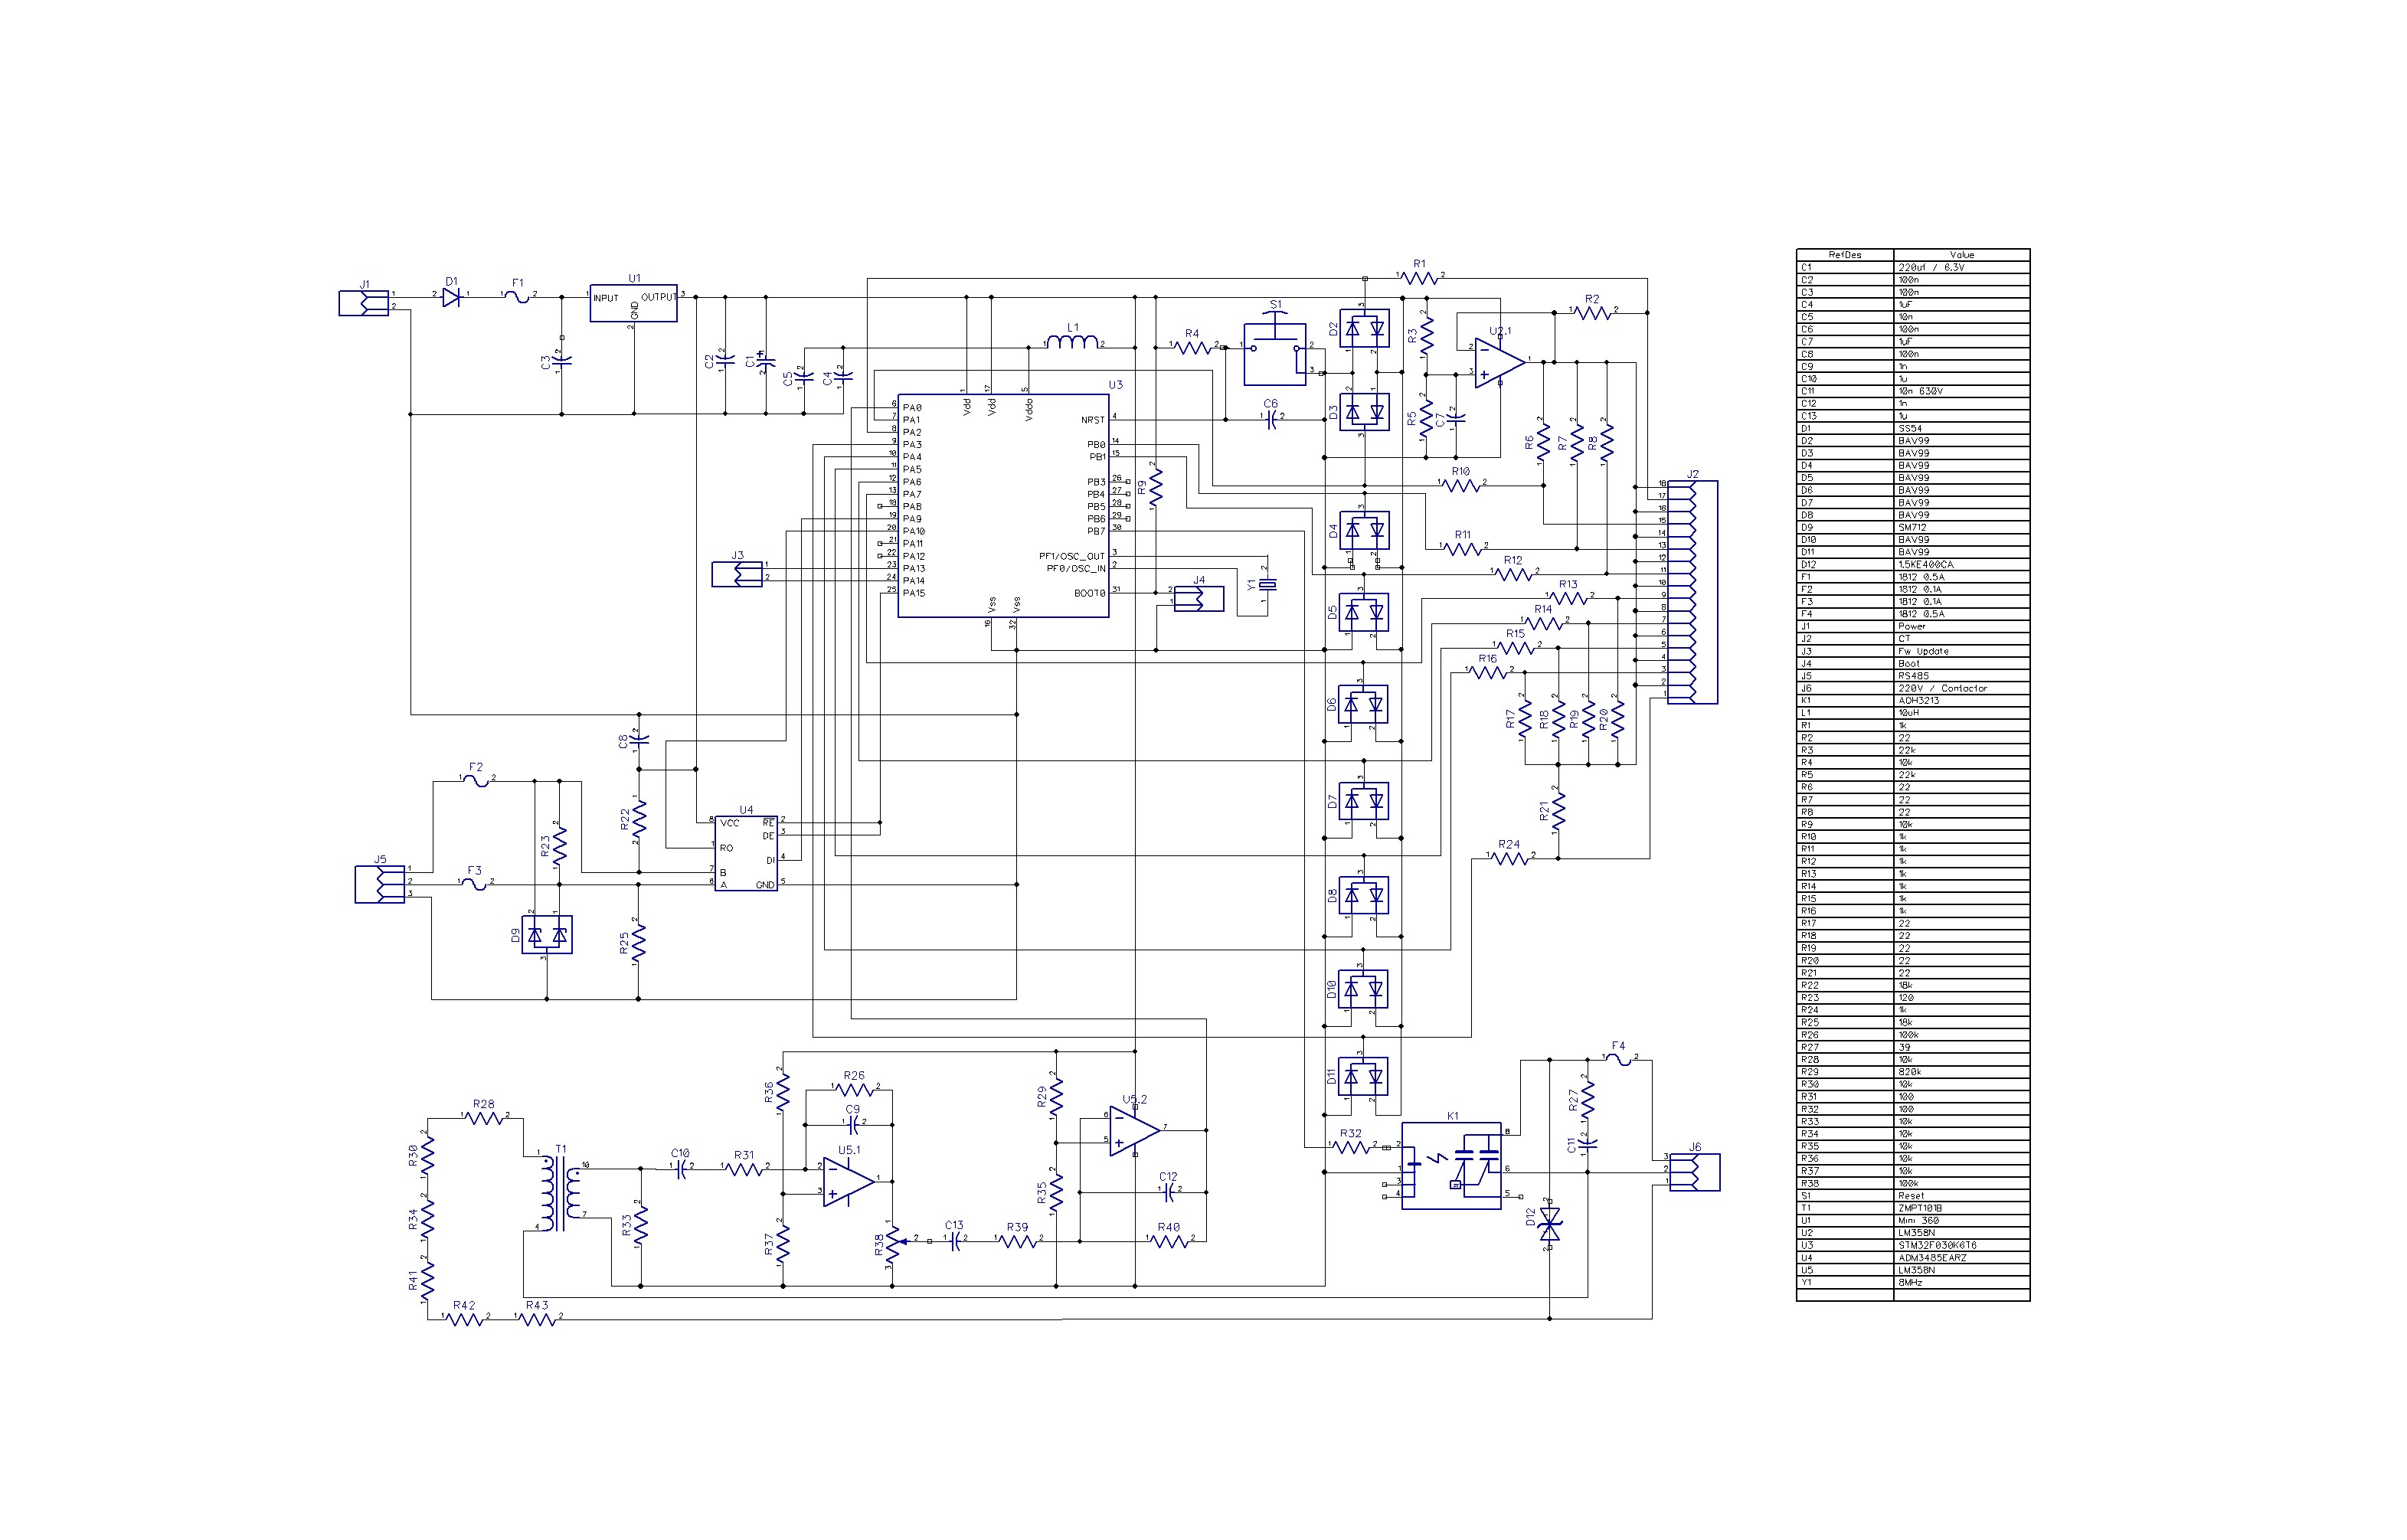 J1
D1
F1
U1
INPUT
OUTPUT
GND
C3
C2
C1
C5
C4
L1
R4
S1
R1
R2
D2
R3
U2.1
U3
Vdd
Vdd
Vdda
PA0
PA1
PA2
PA3
PA4
PA5
PA6
PA7
PA8
PA9
PA10
PA11
PA12
PA13
PA14
PA15
NRST
PB0
PB1
PB3
PB4
PB5
PB6
PB7
PF1/OSC_OUT
PF0/OSC_IN
BOOT0
Vss
Vss
C6
D3
R5
C7
R6
R7
R8
R9
R10
J2
D4
R11
R12
J3
J4
Y1
D5
R13
R14
R15
R16
D6
R17
R18
R19
R20
C8
F2
R22
R23
U4
VCC
RO
B
A
RE
DE
DI
GND
D7
R21
R24
J5
F3
D8
D9
R25
D10
F4
R36
R26
C9
R29
U5.2
D11
R27
R28
K1
R30
T1
C10
R31
U5.1
R32
C11
J6
R35
C12
R34
R33
R37
R38
C13
R39
R40
D12
R41
R42
R43
RefDes Value
C1 220uf / 6.3V
C2 100n
C3 100n
C4 1uF
C5 10n
C6 100n
C7 1uF
C8 100n
C9 1n
C10 1u
C11 10n 630V
C12 1n
C13 1u
D1 SS54
D2 BAV99
D3 BAV99
D4 BAV99
D5 BAV99
D6 BAV99
D7 BAV99
D8 BAV99
D9 SM712
D10 BAV99
D11 BAV99
D12 1.5KE400CA
F1 1812 0.5A
F2 1812 0.1A
F3 1812 0.1A
F4 1812 0.5A
J1 Power
J2 CT
J3 Fw Update
J4 Boot
J5 RS485
J6 220V / Contactor
K1 AQH3213
L1 10uH
R1 1k
R2 22
R3 22k
R4 10k
R5 22k
R6 22
R7 22
R8 22
R9 10k
R10 1k
R11 1k
R12 1k
R13 1k
R14 1k
R15 1k
R16 1k
R17 22
R18 22
R19 22
R20 22
R21 22
R22 18k
R23 120
R24 1k
R25 18k
R26 100k
R27 39
R28 10k
R29 820k
R30 10k
R31 100
R32 100
R33 10k
R34 10k
R35 10k
R36 10k
R37 10k
R38 100k
S1 Reset
T1 ZMPT101B
U1 Mini 360
U2 LM358N
U3 STM32F030K6T6
U4 ADM3485EARZ
U5 LM358N
Y1 8MHz